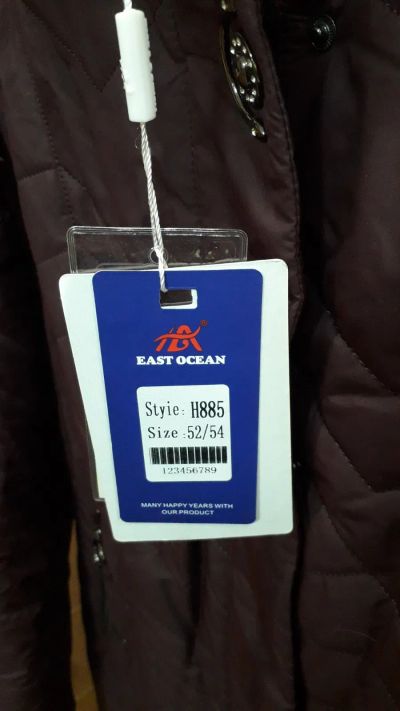 EAST OCEAN
Styie: H885
Size :52/54
123456789
MANY HAPPY YEARS WITH
OUR PRODUCT